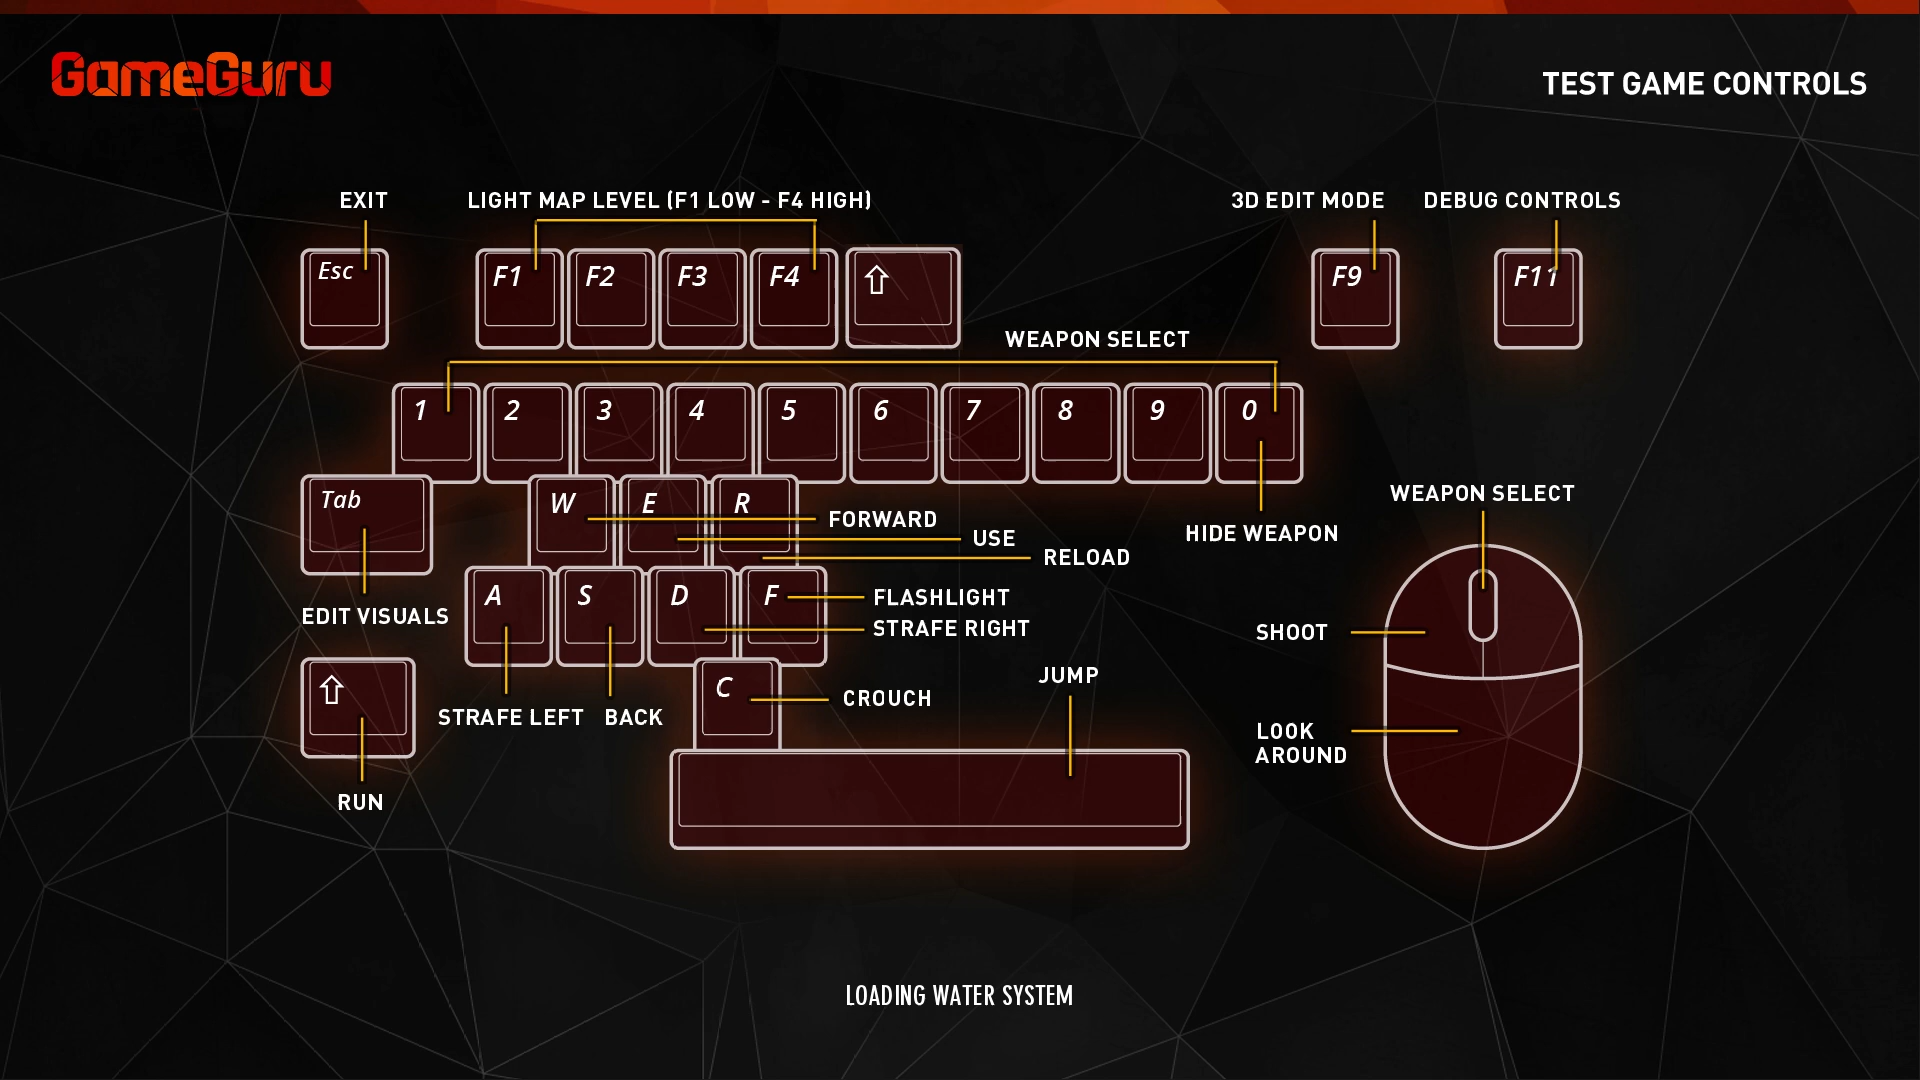 GameGuru
TEST GAME CONTROLS
EXIT
LIGHT MAP LEVEL (F1 LOW - F4 HIGH)
3D EDIT MODE
DEBUG CONTROLS
Esc
F1
F2
F3
F4
F9
F11
WEAPON SELECT
1
2
3
4
5
6
7
8
9
0
Tab
W
E
R
FORWARD
USE
RELOAD
HIDE WEAPON
WEAPON SELECT
EDIT VISUALS
A
S
D
F
FLASHLIGHT
STRAFE RIGHT
SHOOT
STRAFE LEFT
BACK
C
CROUCH
JUMP
LOOK
AROUND
RUN
LOADING WATER SYSTEM